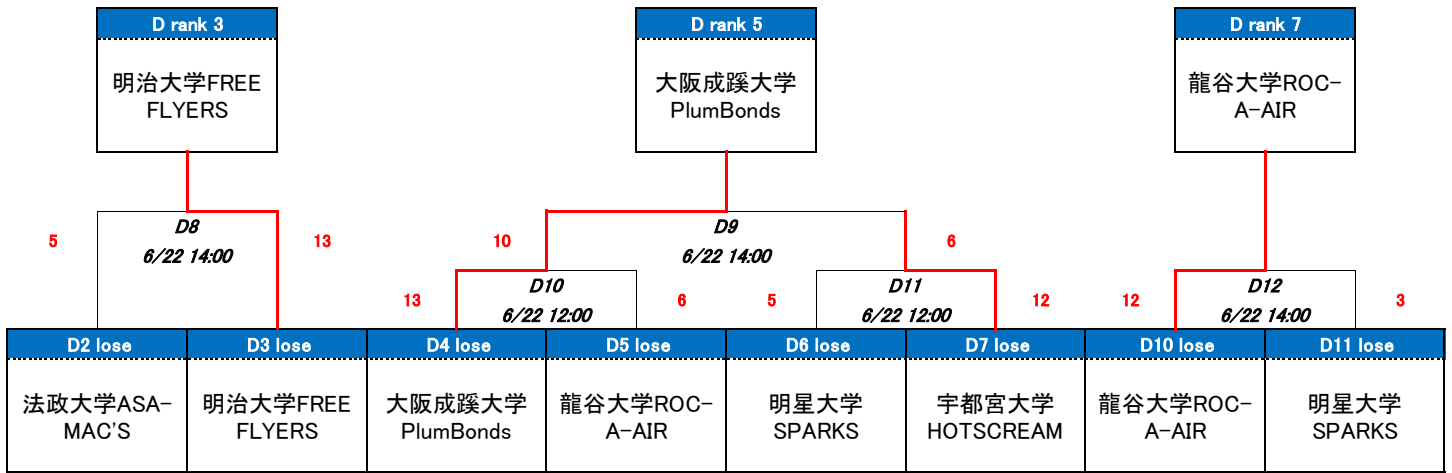 D rank 3
D rank 5
D rank 7
明治大学FREE
FLYERS
大阪成蹊大学
PlumBonds
龍谷大学ROC-
A-AIR
5
D8
6/22 14:00
13
10
D9
6/22 14:00
6
13
D10
6/22 12:00
6
5
D11
6/22 12:00
12
12
D12
6/22 14:00
3
D2 lose
D3 lose
D4 lose
D5 lose
D6 lose
D7 lose
D10 lose
D11 lose
法政大学ASA-
MAC'S
明治大学FREE
FLYERS
大阪成蹊大学
PlumBonds
龍谷大学ROC-
A-AIR
明星大学
SPARKS
宇都宮大学
HOTSCREAM
龍谷大学ROC-
A-AIR
明星大学
SPARKS